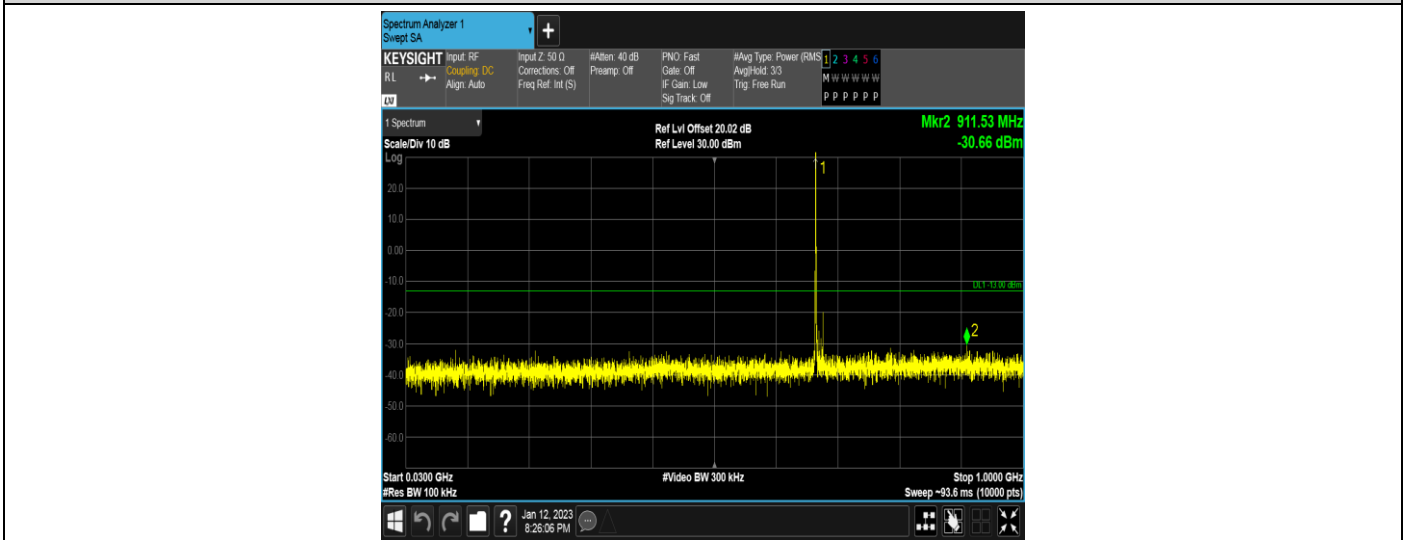 Spectrum Analyzer 1
Swept SA
+
KEYSIGHT
RL
LXI
Input: RF
Coupling: DC
Align: Auto
Input Z: 50 Ω
Corrections: Off
Freq Ref: Int (S)
#Atten: 40 dB
Preamp: Off
PNO: Fast
Gate: Off
IF Gain: Low
Sig Track: Off
#Avg Type: Power (RMS
Avg|Hold: 3/3
Trig: Free Run
1 2 3 4 5 6
M W W W W W
P P P P P P
1 Spectrum
Scale/Div 10 dB
Ref Lvl Offset 20.02 dB
Ref Level 30.00 dBm
Mkr2 911.53 MHz
-30.66 dBm
Log
20.0
10.0
0.00
-10.0
-20.0
-30.0
-40.0
-50.0
-60.0
1
DL1 -13.00 dBm
2
Start 0.0300 GHz
#Video BW 300 kHz
Stop 1.0000 GHz
#Res BW 100 kHz
Sweep ~93.6 ms (10000 pts)
?
Jan 12, 2023
8:26:06 PM